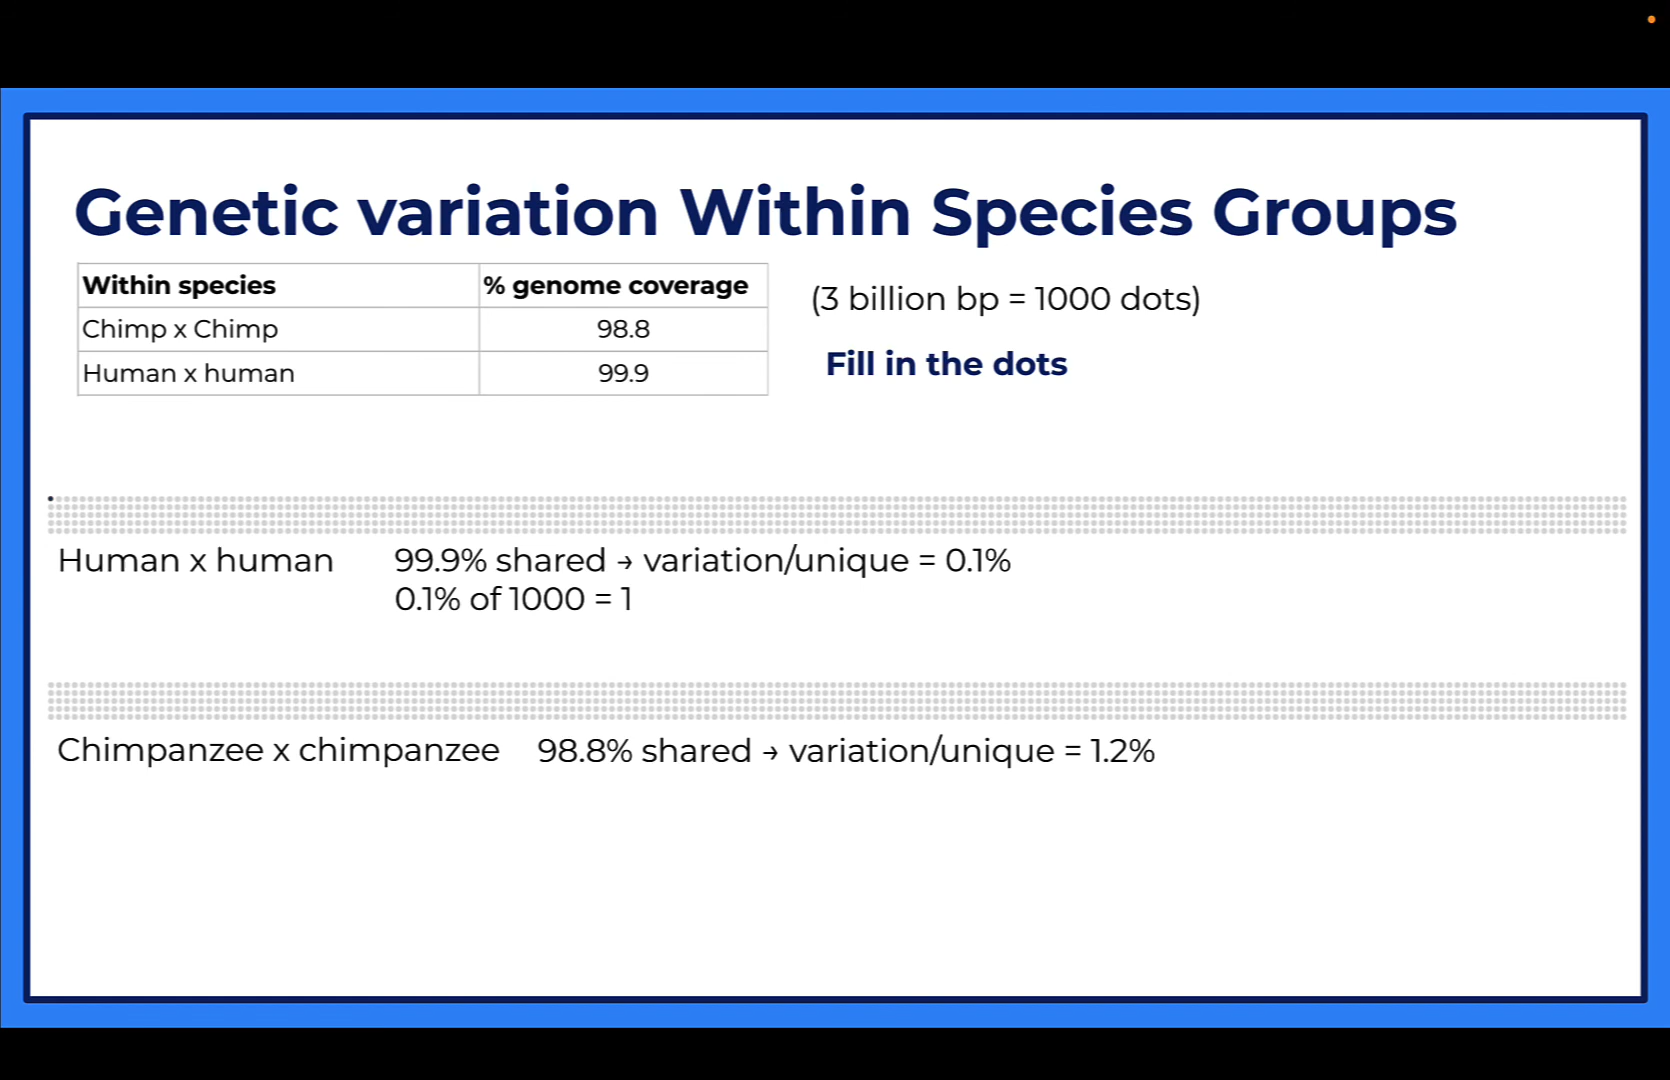 Genetic variation Within Species Groups
Within species % genome coverage
Chimp x Chimp 98.8
Human x human 99.9
(3 billion bp = 1000 dots)
Fill in the dots
Human x human 99.9% shared → variation/unique = 0.1%
0.1% of 1000 = 1
Chimpanzee x chimpanzee 98.8% shared → variation/unique = 1.2%